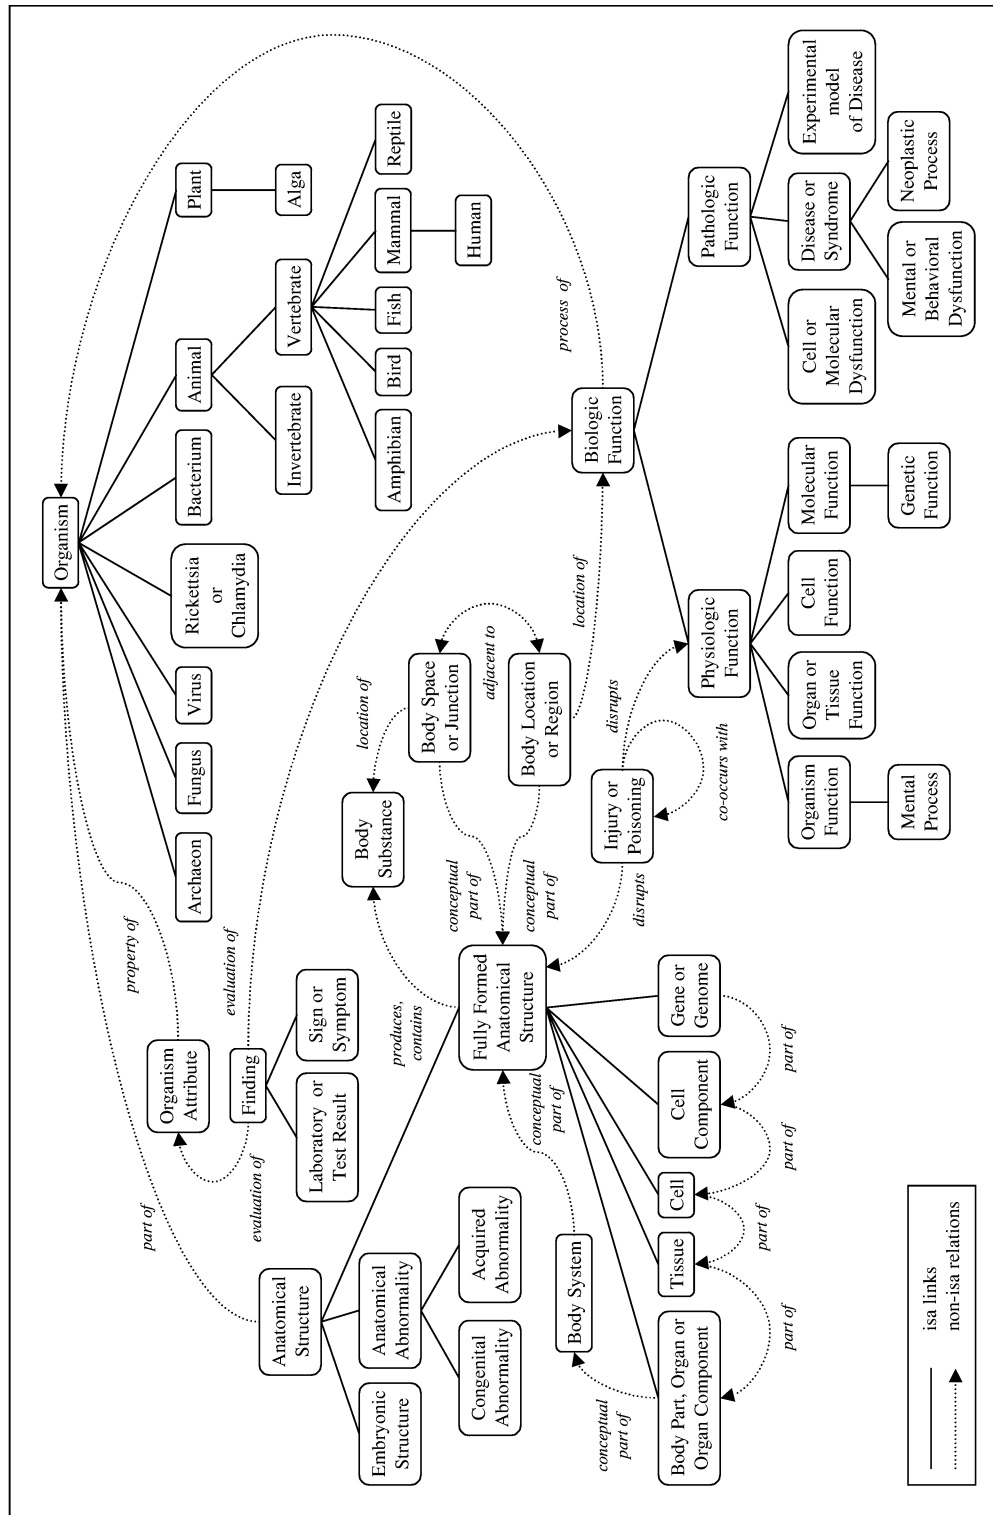 Organism
Plant
Alga
Animal
Bacterium
Rickettsia
or
Chlamydia
Virus
Fungus
Archaeon
Invertebrate
Vertebrate
Amphibian
Bird
Fish
Mammal
Reptile
Human
part of
property of
process of
Organism
Attribute
evaluation of
evaluation of
Finding
Laboratory or
Test Result
Sign or
Symptom
Anatomical
Structure
Embryonic
Structure
Anatomical
Abnormality
Congenital
Abnormality
Acquired
Abnormality
produces,
contains
Body
Substance
location of
Body Space
or Junction
adjacent to
Body Location
or Region
location of
conceptual
part of
conceptual
part of
Fully Formed
Anatomical
Structure
conceptual
part of
Body System
conceptual
part of
Body Part, Organ or
Organ Component
Tissue
Cell
Cell
Component
Gene or
Genome
part of
part of
part of
part of
Injury or
Poisoning
disrupts
disrupts
co-occurs with
Biologic
Function
Physiologic
Function
Pathologic
Function
Organism
Function
Organ or
Tissue
Function
Cell
Function
Molecular
Function
Mental
Process
Genetic
Function
Cell or
Molecular
Dysfunction
Disease or
Syndrome
Experimental
model
of Disease
Mental or
Behavioral
Dysfunction
Neoplastic
Process
isa links
non-isa relations